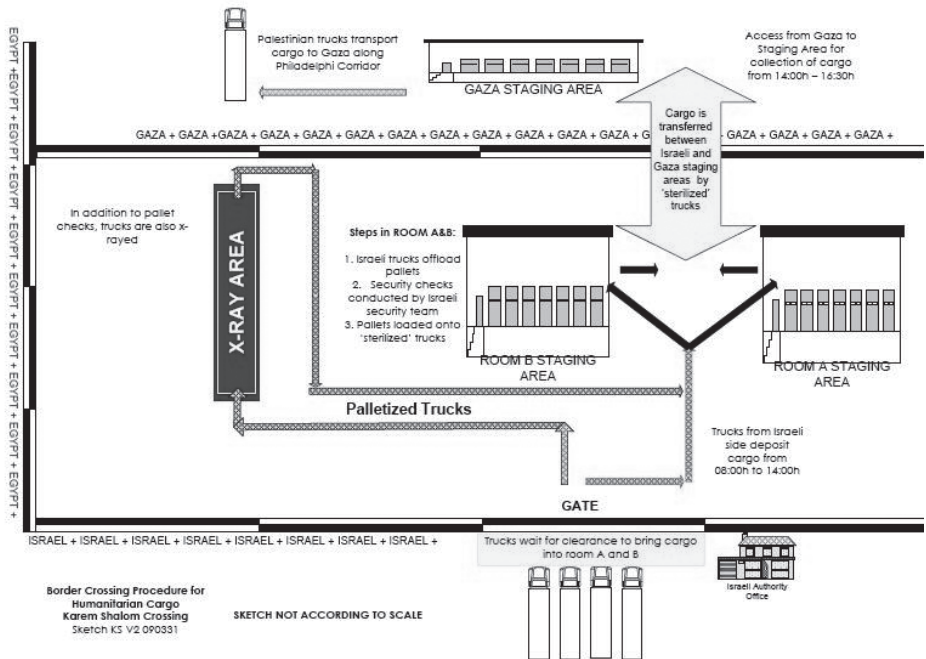 EGYPT +EGYPT + EGYPT + EGYPT + EGYPT + EGYPT + EGYPT + EGYPT + EGYPT + EGYPT + EGYPT +
Palestinian trucks transport
cargo to Gaza along
Philadelphi Corridor
GAZA STAGING AREA
Access from Gaza to
Staging Area for
collection of cargo
from 14:00h – 16:30h
GAZA + GAZA +GAZA + GAZA + GAZA + GAZA + GAZA + GAZA + GAZA + GAZA + GAZA + GAZA + GAZA + GAZA + GAZA + GAZA +
Cargo is
transferred
between
Israeli and
Gaza staging
areas by
'sterilized'
trucks
In addition to pallet
checks, trucks are also x-
rayed
X-RAY AREA
Steps in ROOM A&B:
1. Israeli trucks offload
pallets
2. Security checks
conducted by Israeli
security team
3. Pallets loaded onto
'sterilized' trucks
ROOM B STAGING
AREA
ROOM A STAGING
AREA
Palletized Trucks
Trucks from Israeli
side deposit
cargo from
08:00h to 14:00h
GATE
ISRAEL + ISRAEL + ISRAEL + ISRAEL + ISRAEL + ISRAEL + ISRAEL + ISRAEL +
Trucks wait for clearance to bring cargo
into room A and B
Israeli Authority
Office
Border Crossing Procedure for
Humanitarian Cargo
Karem Shalom Crossing
Sketch KS V2 090331
SKETCH NOT ACCORDING TO SCALE